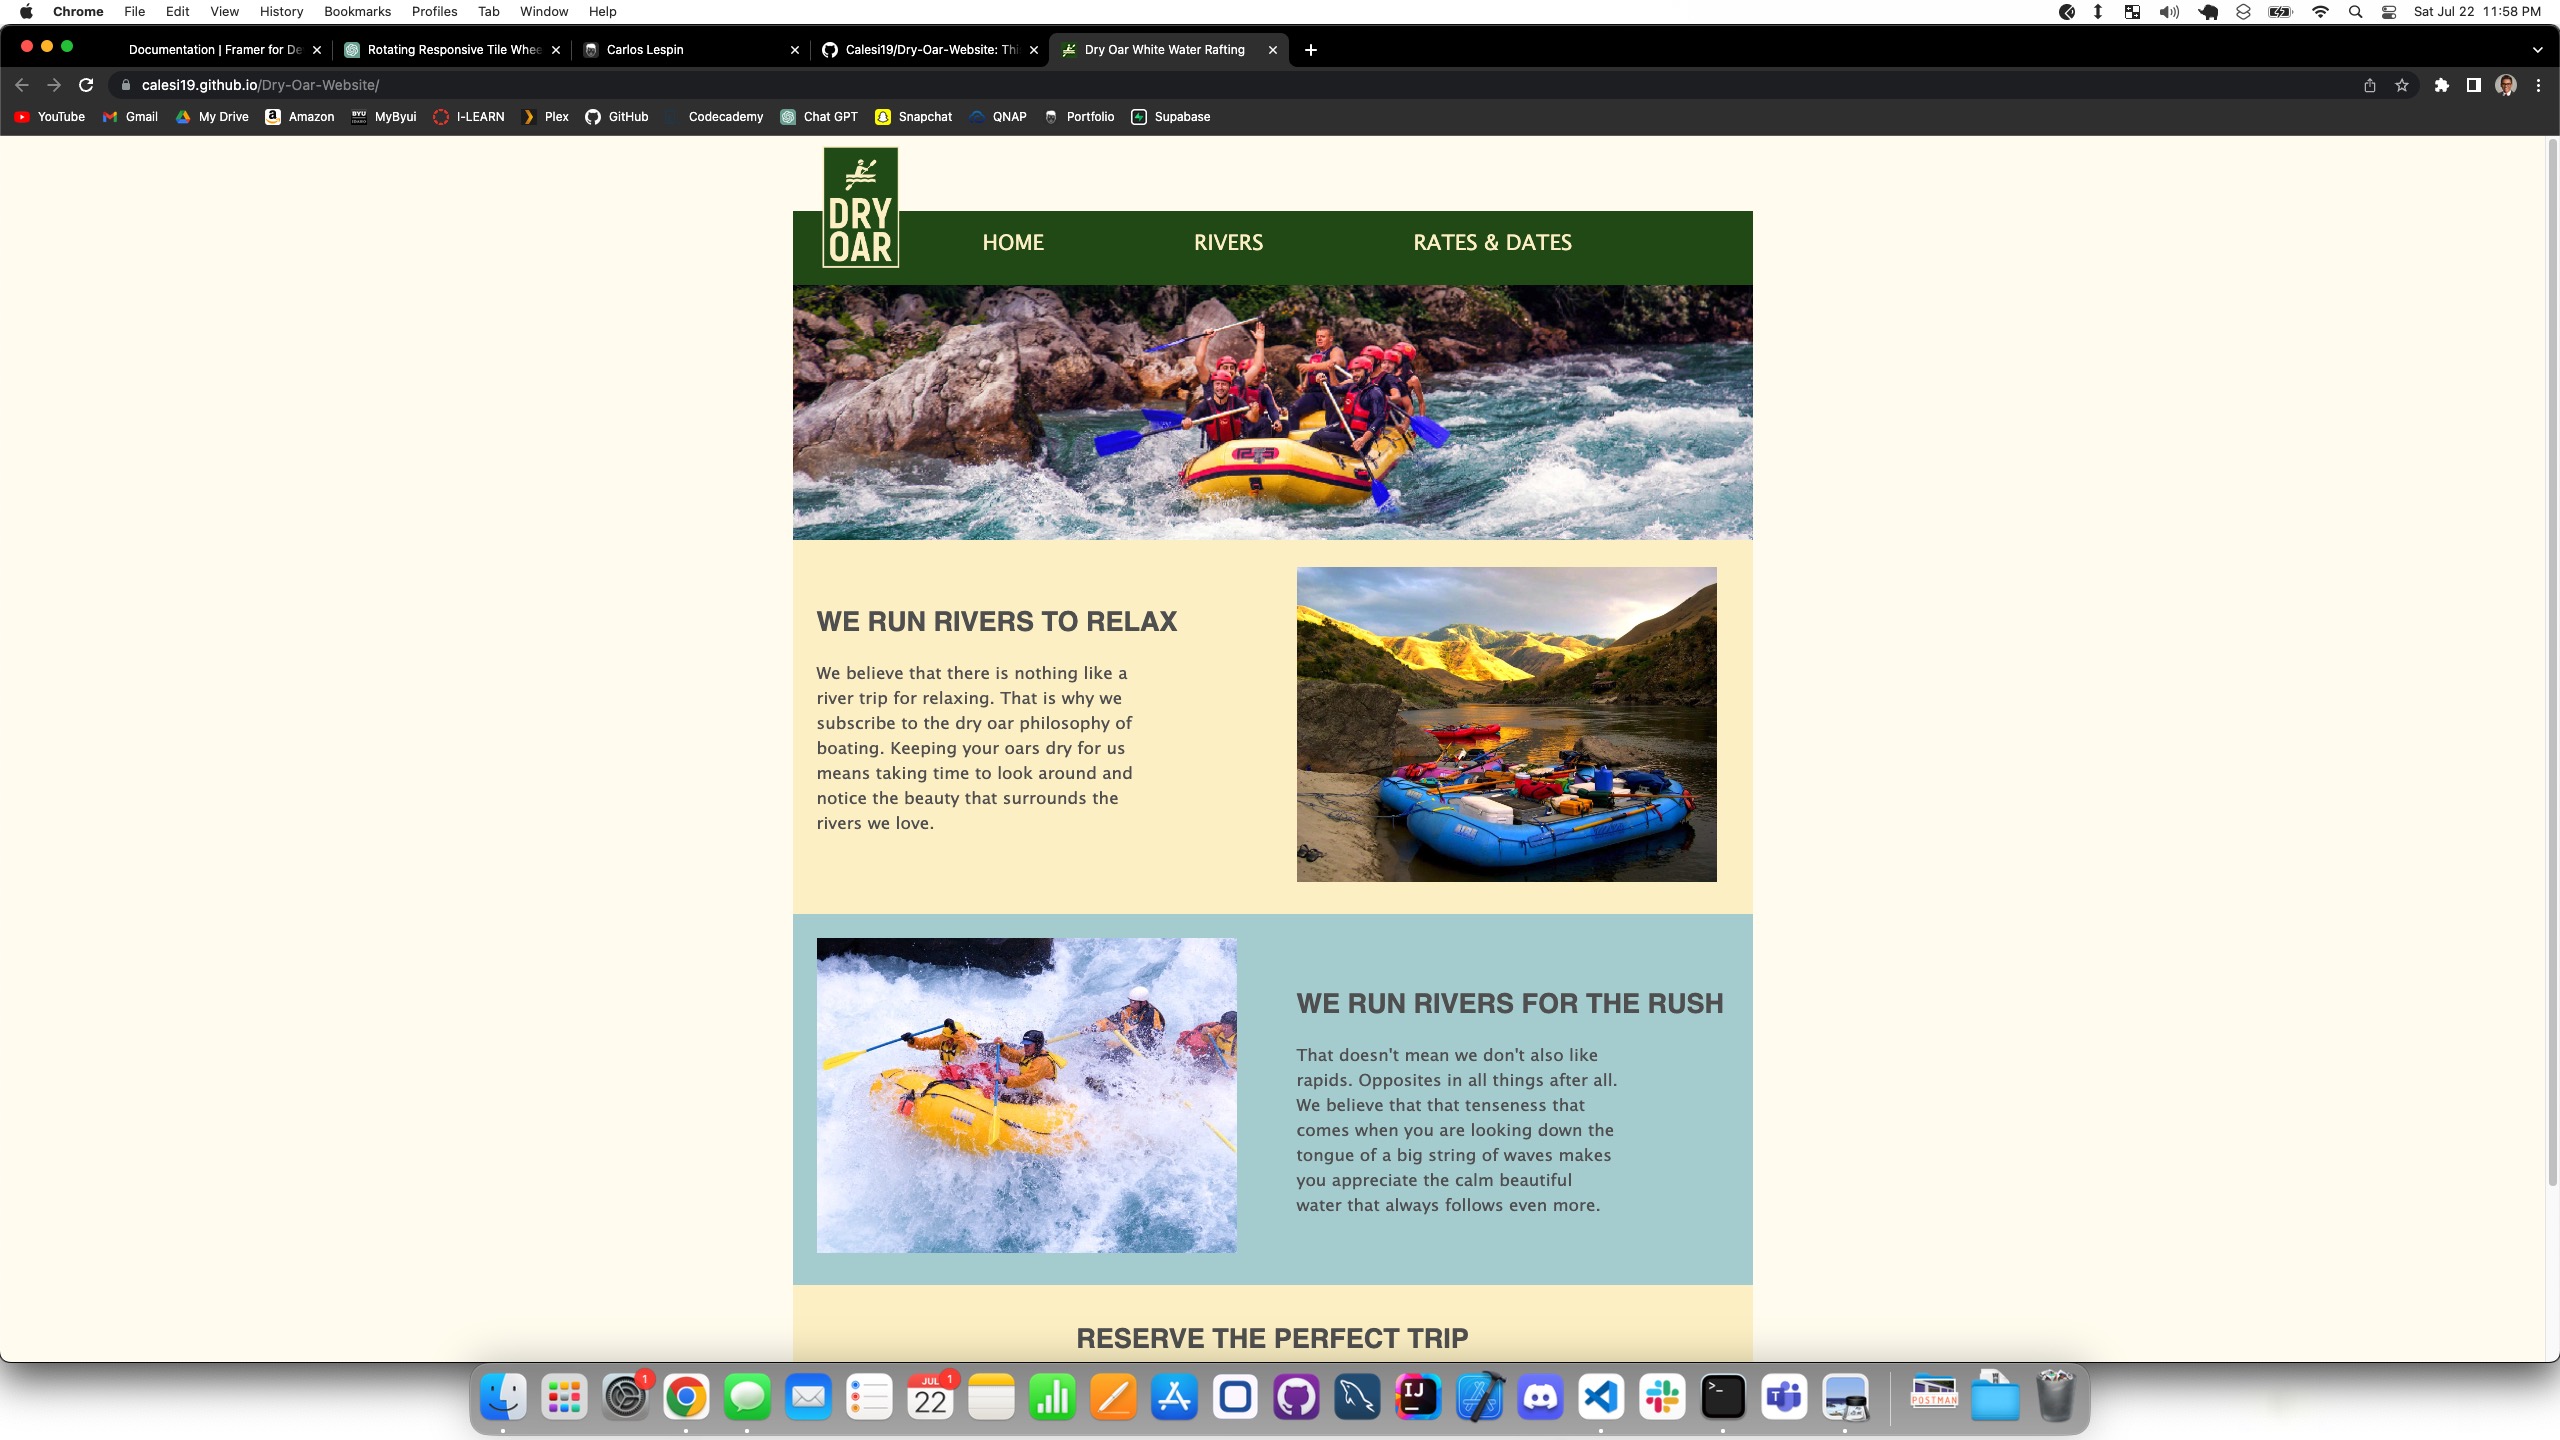 Chrome File Edit View History Bookmarks Profiles Tab Window Help Sat Jul 22 11:58 PM
Documentation | Framer for De Rotating Responsive Tile Whee Carlos Lespin Calesi19/Dry-Oar-Website: Thi Dry Oar White Water Rafting
calesi19.github.io/Dry-Oar-Website/
YouTube Gmail My Drive Amazon BYU MyByui I-LEARN Plex GitHub Codecademy Chat GPT Snapchat QNAP Portfolio Supabase
DRY
OAR
HOME RIVERS RATES & DATES
WE RUN RIVERS TO RELAX
We believe that there is nothing like a
river trip for relaxing. That is why we
subscribe to the dry oar philosophy of
boating. Keeping your oars dry for us
means taking time to look around and
notice the beauty that surrounds the
rivers we love.
WE RUN RIVERS FOR THE RUSH
That doesn't mean we don't also like
rapids. Opposites in all things after all.
We believe that that tenseness that
comes when you are looking down the
tongue of a big string of waves makes
you appreciate the calm beautiful
water that always follows even more.
RESERVE THE PERFECT TRIP
1
JUL 1
22
IJ
>_
T
POSTMAN